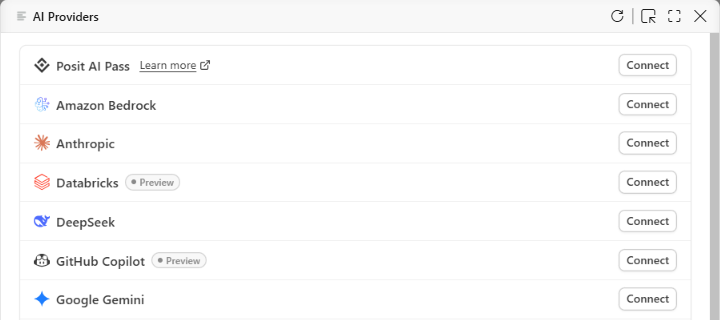 AI Providers
Posit AI Pass Learn more Connect
Amazon Bedrock Connect
Anthropic Connect
Databricks Preview Connect
DeepSeek Connect
GitHub Copilot Preview Connect
Google Gemini Connect